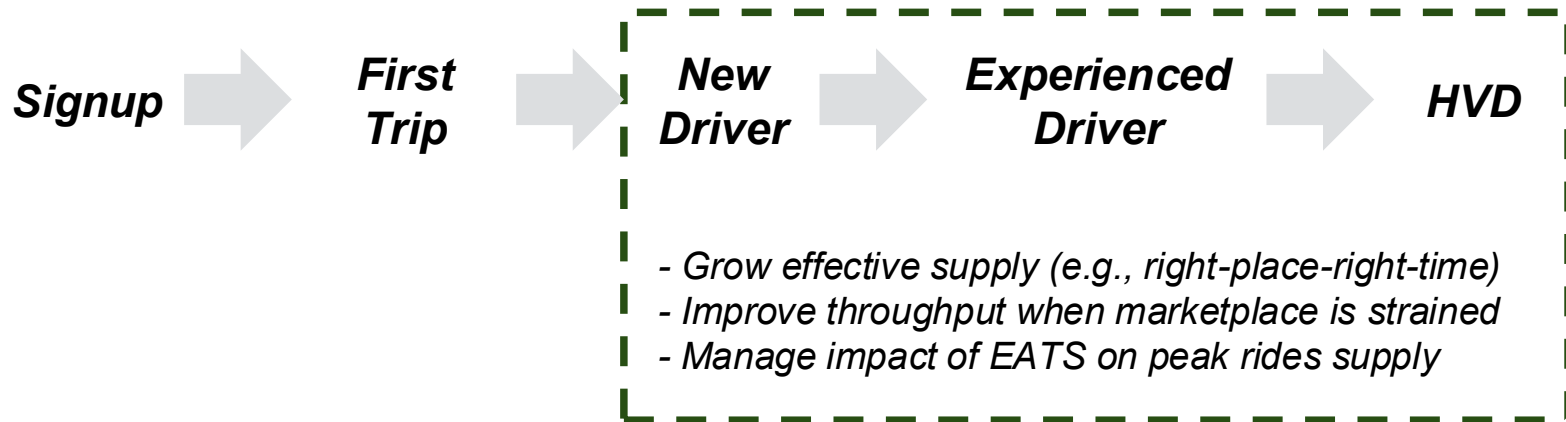 Signup
First
Trip
New
Driver
Experienced
Driver
HVD
- Grow effective supply (e.g., right-place-right-time)
- Improve throughput when marketplace is strained
- Manage impact of EATS on peak rides supply